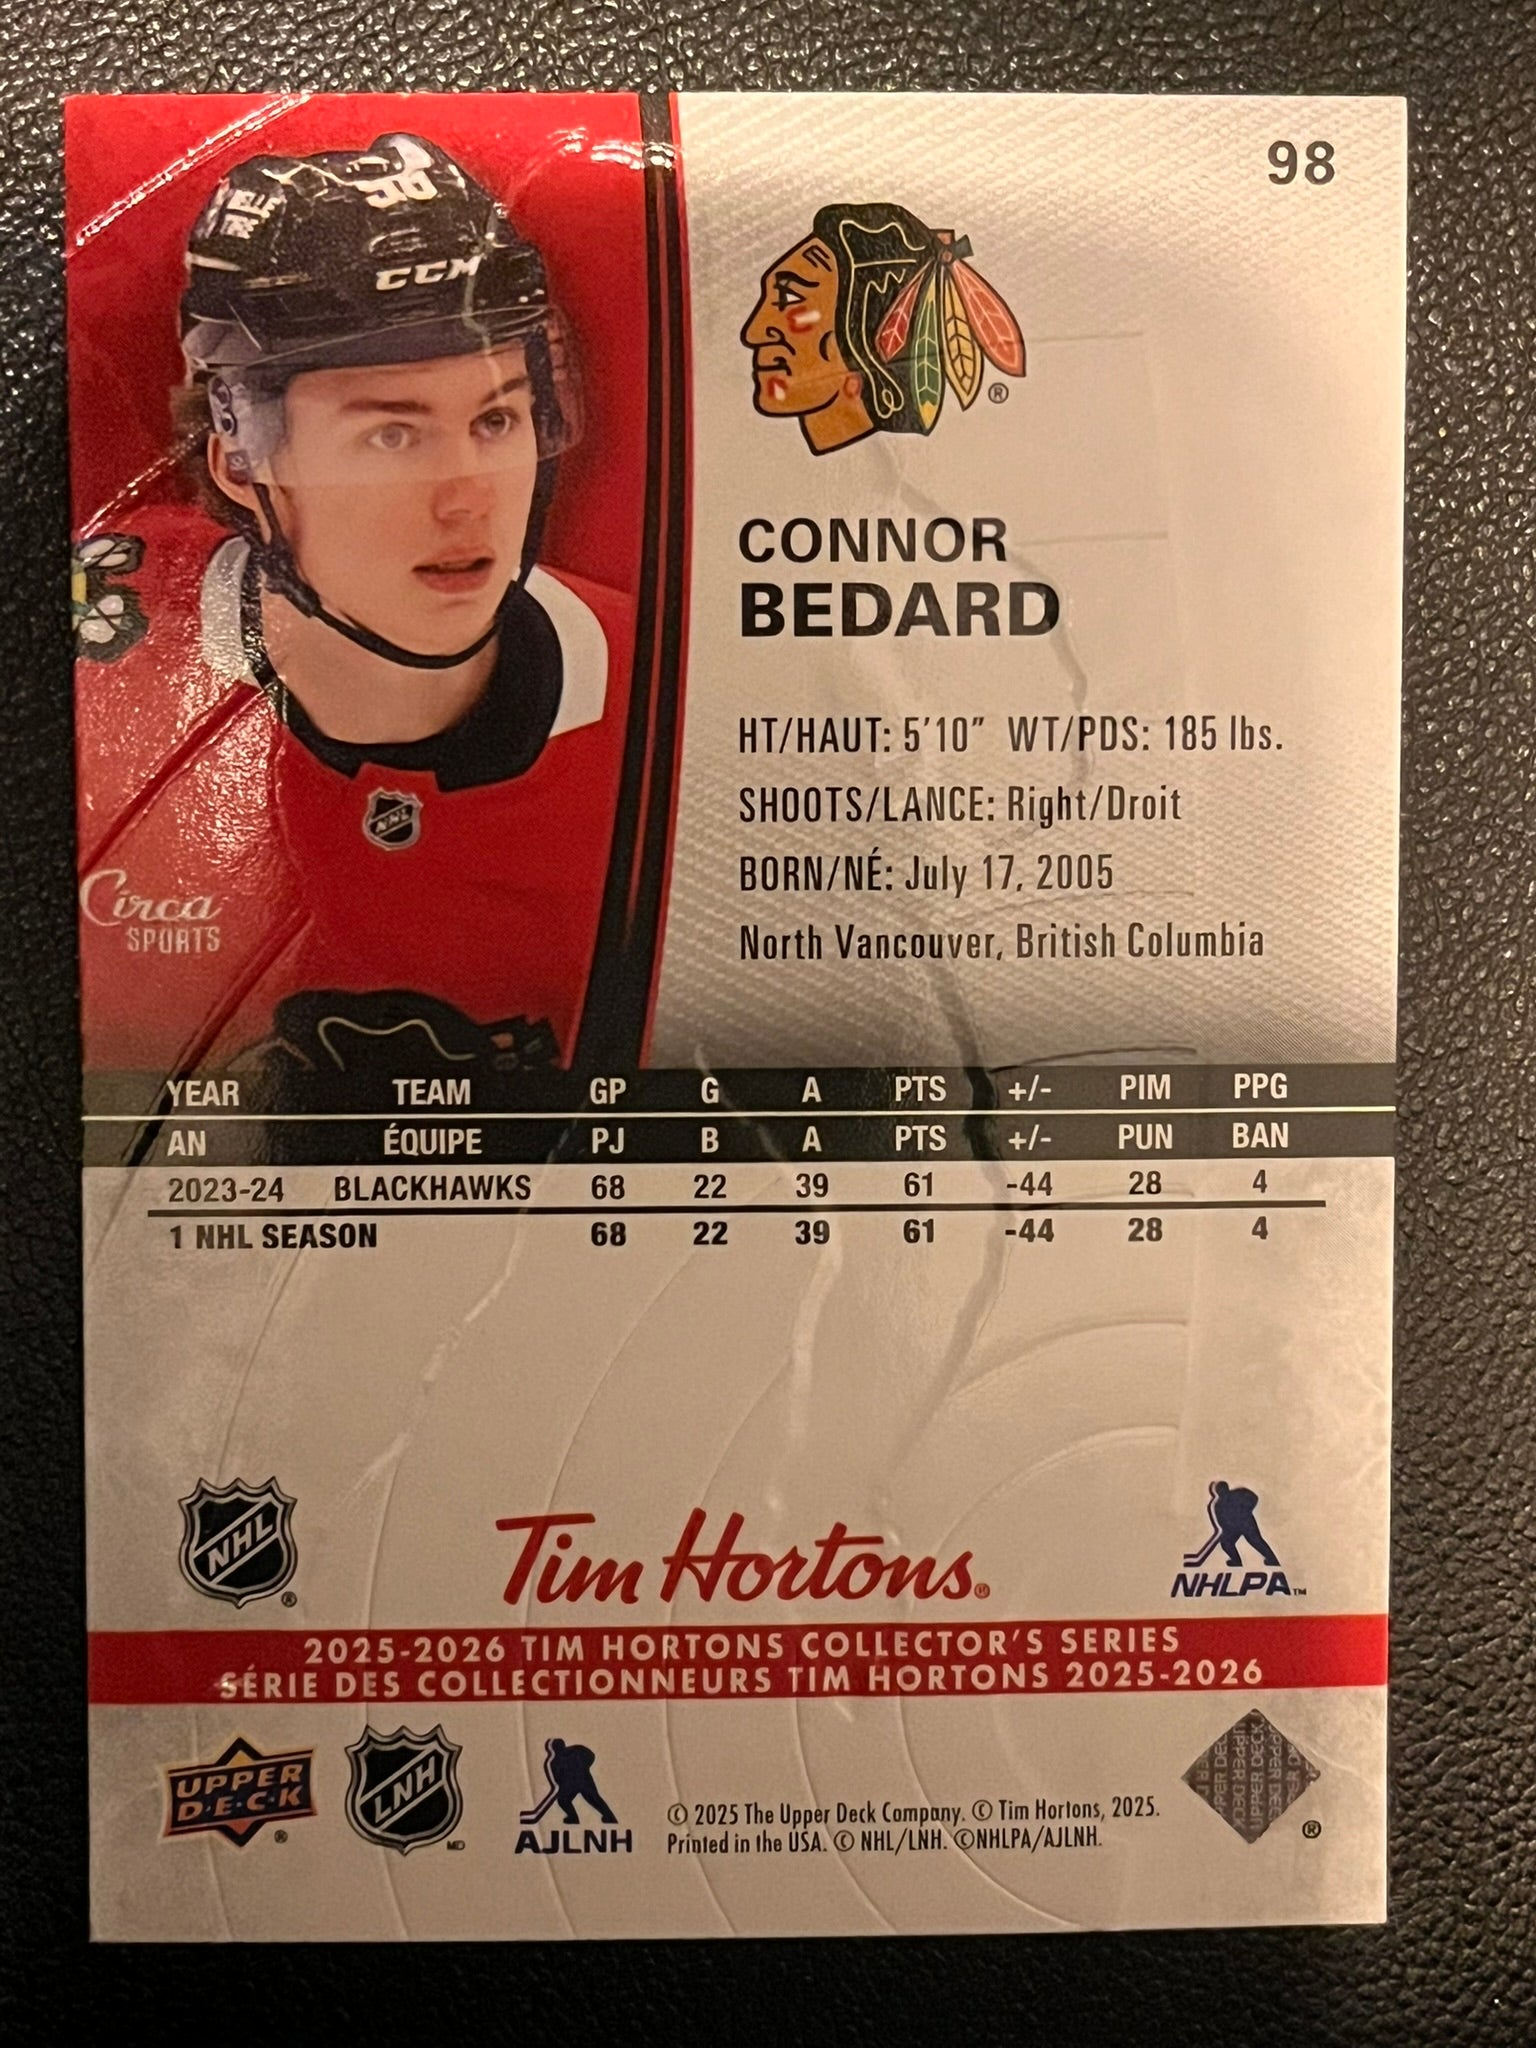 98
98
CCM
®
CONNOR
BEDARD
HT/HAUT: 5'10" WT/PDS: 185 lbs.
SHOOTS/LANCE: Right/Droit
BORN/NÉ: July 17, 2005
North Vancouver, British Columbia
NHL
Circa
SPORTS
YEAR TEAM GP G A PTS +/- PIM PPG
AN ÉQUIPE PJ B A PTS +/- PUN BAN
2023-24 BLACKHAWKS 68 22 39 61 -44 28 4
1 NHL SEASON 68 22 39 61 -44 28 4
NHL ®
Tim Hortons®
NHLPA™
2025-2026 TIM HORTONS COLLECTOR'S SERIES
SÉRIE DES COLLECTIONNEURS TIM HORTONS 2025-2026
UPPER
D·E·C·K ®
LNH MD
AJLNH
© 2025 The Upper Deck Company. © Tim Hortons, 2025.
Printed in the USA. © NHL/LNH. ©NHLPA/AJLNH.
UPPER DECK
®